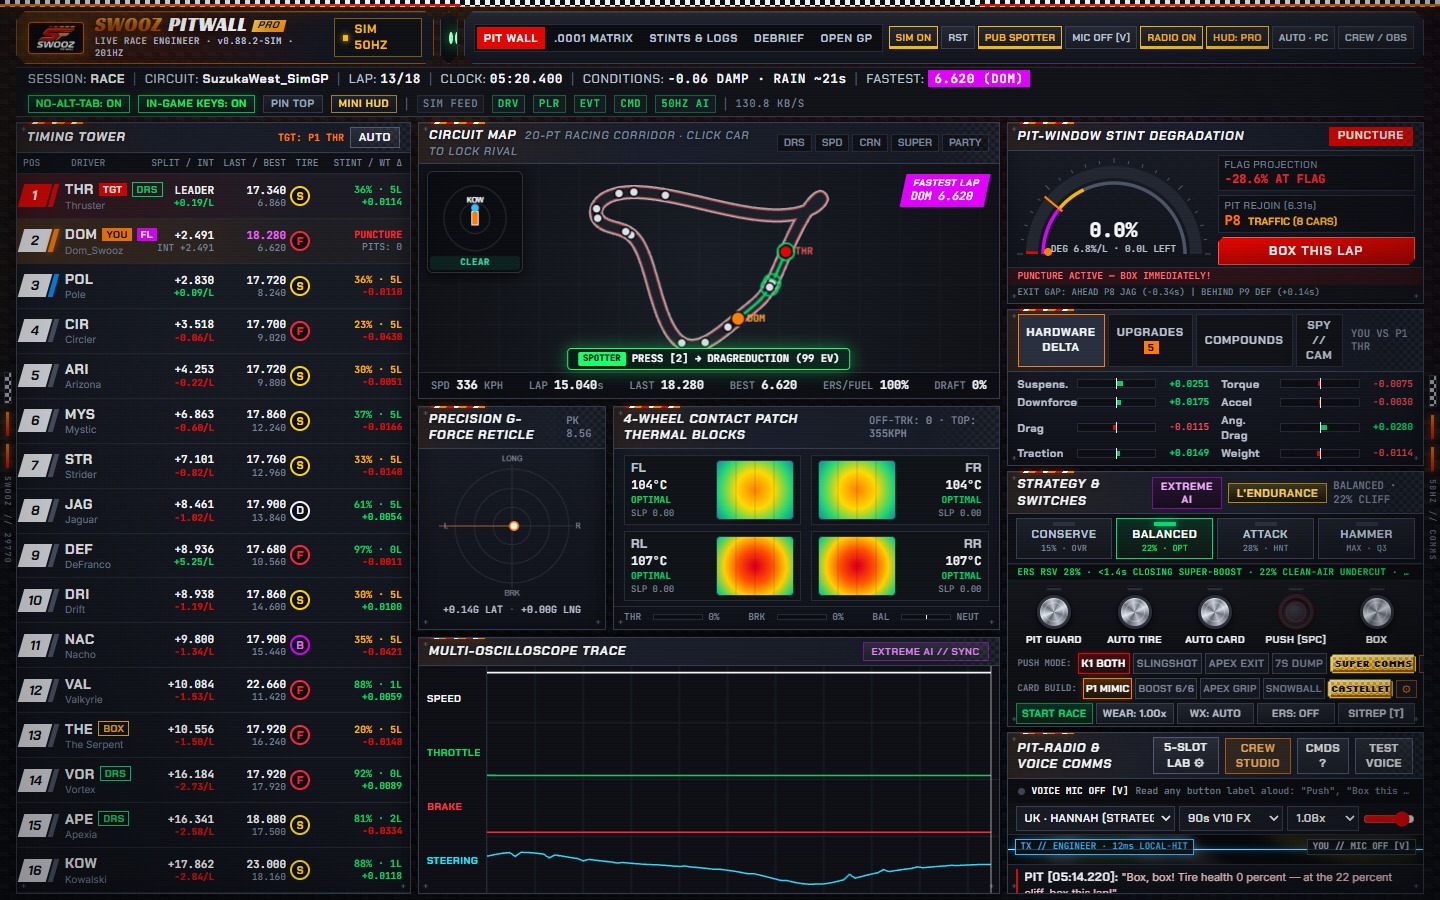 SWOOZ
SWOOZ PITWALL PRO
LIVE RACE ENGINEER · v0.88.2-SIM · 201HZ
SIM 50HZ
PIT WALL .0001 MATRIX STINTS & LOGS DEBRIEF OPEN GP
SIM ON RST PUB SPOTTER MIC OFF [V] RADIO ON HUD: PRO AUTO · PC CREW / OBS
SESSION: RACE | CIRCUIT: SuzukaWest_SimGP | LAP: 13/18 | CLOCK: 05:20.400 | CONDITIONS: -0.06 DAMP · RAIN ~21s | FASTEST: 6.620 (DOM)
NO-ALT-TAB: ON IN-GAME KEYS: ON PIN TOP MINI HUD | SIM FEED DRV PLR EVT CMD 50HZ AI | 130.8 KB/S
TIMING TOWER TGT: P1 THR AUTO
POS DRIVER SPLIT / INT LAST / BEST TIRE STINT / WT Δ
1 THR TGT DRS LEADER 17.340 S 36% · 5L
Thruster +0.19/L 6.860 +0.0114
2 DOM YOU FL +2.491 18.280 F PUNCTURE
Dom_Swooz INT +2.491 6.620 PITS: 0
3 POL +2.830 17.720 S 36% · 5L
Pole +0.09/L 8.240 -0.0110
4 CIR +3.518 17.700 F 23% · 5L
Circler -0.06/L 9.020 -0.0430
5 ARI +4.253 17.720 S 30% · 5L
Arizona -0.22/L 9.800 -0.0051
6 MYS +6.863 17.860 S 37% · 5L
Mystic -0.60/L 12.240 -0.0166
7 STR +7.101 17.760 S 33% · 5L
Strider -0.82/L 12.960 -0.0140
8 JAG +8.461 17.900 D 61% · 5L
Jaguar -1.02/L 13.840 +0.0054
9 DEF +8.936 17.680 F 97% · 0L
DeFranco +5.25/L 10.560 -0.0011
10 DRI +8.938 17.860 S 30% · 5L
Drift -1.19/L 14.600 +0.0100
11 NAC +9.800 17.900 B 35% · 5L
Nacho -1.34/L 15.440 -0.0421
12 VAL +10.084 22.660 F 88% · 1L
Valkyrie -1.53/L 11.420 +0.0059
13 THE BOX +10.556 17.920 F 20% · 5L
The Serpent -1.50/L 16.240 -0.0148
14 VOR DRS +16.184 17.920 F 92% · 0L
Vortex -2.73/L 17.920 +0.0089
15 APE DRS +16.341 18.080 S 81% · 2L
Apexia -2.58/L 17.500 -0.0334
16 KOW +17.862 23.000 S 88% · 1L
Kowalski -2.84/L 18.160 +0.0118
CIRCUIT MAP 20-PT RACING CORRIDOR · CLICK CAR TO LOCK RIVAL
DRS SPD CRN SUPER PARTY
KOW
CLEAR
FASTEST LAP
DOM 6.620
THR
DOM
SPOTTER PRESS [2] → DRAGREDUCTION (99 EV)
SPD 336 KPH LAP 15.040s LAST 18.280 BEST 6.620 ERS/FUEL 100% DRAFT 0%
PRECISION G-FORCE RETICLE PK 8.5G
LONG
L R
BRK
+0.14G LAT · +0.00G LNG
4-WHEEL CONTACT PATCH THERMAL BLOCKS OFF-TRK: 0 · TOP: 355KPH
FL 104°C OPTIMAL SLP 0.00
FR 104°C OPTIMAL SLP 0.00
RL 107°C OPTIMAL SLP 0.00
RR 107°C OPTIMAL SLP 0.00
THR 0% BRK 0% BAL NEUT
MULTI-OSCILLOSCOPE TRACE EXTREME AI // SYNC
SPEED
THROTTLE
BRAKE
STEERING
PIT-WINDOW STINT DEGRADATION PUNCTURE
0.0%
DEG 6.8%/L · 0.0L LEFT
FLAG PROJECTION
-28.6% AT FLAG
PIT REJOIN (6.31s)
P8 TRAFFIC (8 CARS)
BOX THIS LAP
PUNCTURE ACTIVE — BOX IMMEDIATELY!
EXIT GAP: AHEAD P8 JAG (-0.34s) | BEHIND P9 DEF (+0.14s)
HARDWARE DELTA UPGRADES 5 COMPOUNDS SPY // CAM YOU VS P1 THR
Suspens. +0.0251 Torque -0.0075
Downforce +0.0175 Accel -0.0030
Drag -0.0115 Ang. Drag +0.0280
Traction +0.0149 Weight -0.0114
STRATEGY & SWITCHES EXTREME AI L'ENDURANCE BALANCED · 22% CLIFF
CONSERVE BALANCED ATTACK HAMMER
15% · OVR 22% · OPT 28% · HNT MAX · Q3
ERS RSV 28% · <1.4s CLOSING SUPER-BOOST · 22% CLEAN-AIR UNDERCUT · …
PIT GUARD AUTO TIRE AUTO CARD PUSH [SPC] BOX
PUSH MODE: K1 BOTH SLINGSHOT APEX EXIT 7S DUMP SUPER COMMS
CARD BUILD: P1 MIMIC BOOST 6/6 APEX GRIP SNOWBALL CASTELLET ⚙
START RACE WEAR: 1.00x WX: AUTO ERS: OFF SITREP [T]
PIT-RADIO & VOICE COMMS 5-SLOT LAB ⚙ CREW STUDIO CMDS ? TEST VOICE
VOICE MIC OFF [V] Read any button label aloud: "Push", "Box this …
UK · HANNAH (STRATEG 90s V10 FX 1.08x
TX // ENGINEER · 12ms LOCAL-HIT YOU // MIC OFF [V]
PIT [05:14.220]: "Box, box! Tire health 0 percent — at the 22 percent
cliff, box this lap!"
SWOOZ // 29770
50HZ // COMMS